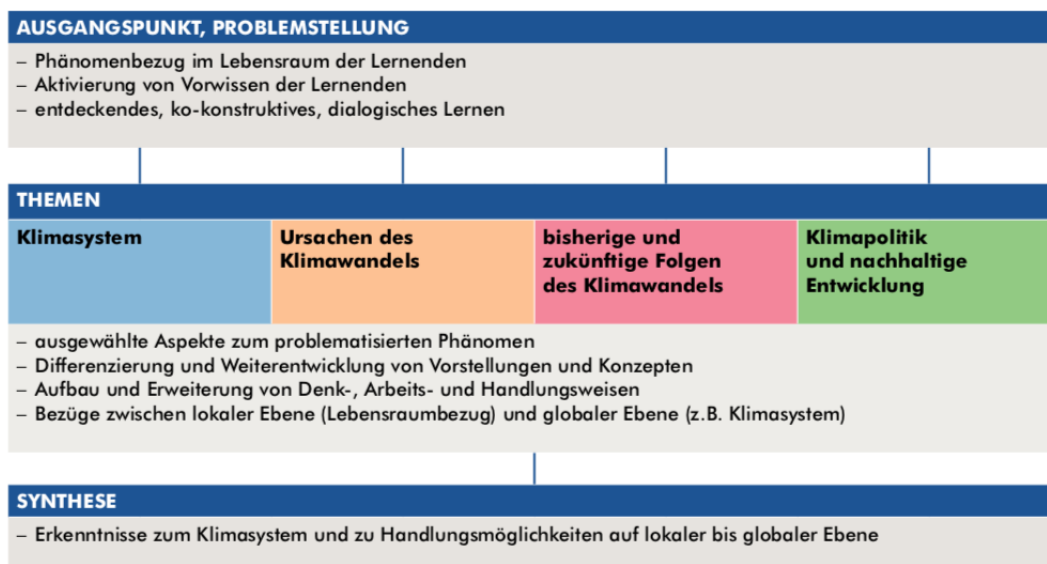 AUSGANGSPUNKT, PROBLEMSTELLUNG
– Phänomenbezug im Lebensraum der Lernenden
– Aktivierung von Vorwissen der Lernenden
– entdeckendes, ko-konstruktives, dialogisches Lernen
THEMEN
Klimasystem
Ursachen des
Klimawandels
bisherige und
zukünftige Folgen
des Klimawandels
Klimapolitik
und nachhaltige
Entwicklung
– ausgewählte Aspekte zum problematisierten Phänomen
– Differenzierung und Weiterentwicklung von Vorstellungen und Konzepten
– Aufbau und Erweiterung von Denk-, Arbeits- und Handlungsweisen
– Bezüge zwischen lokaler Ebene (Lebensraumbezug) und globaler Ebene (z.B. Klimasystem)
SYNTHESE
– Erkenntnisse zum Klimasystem und zu Handlungsmöglichkeiten auf lokaler bis globaler Ebene